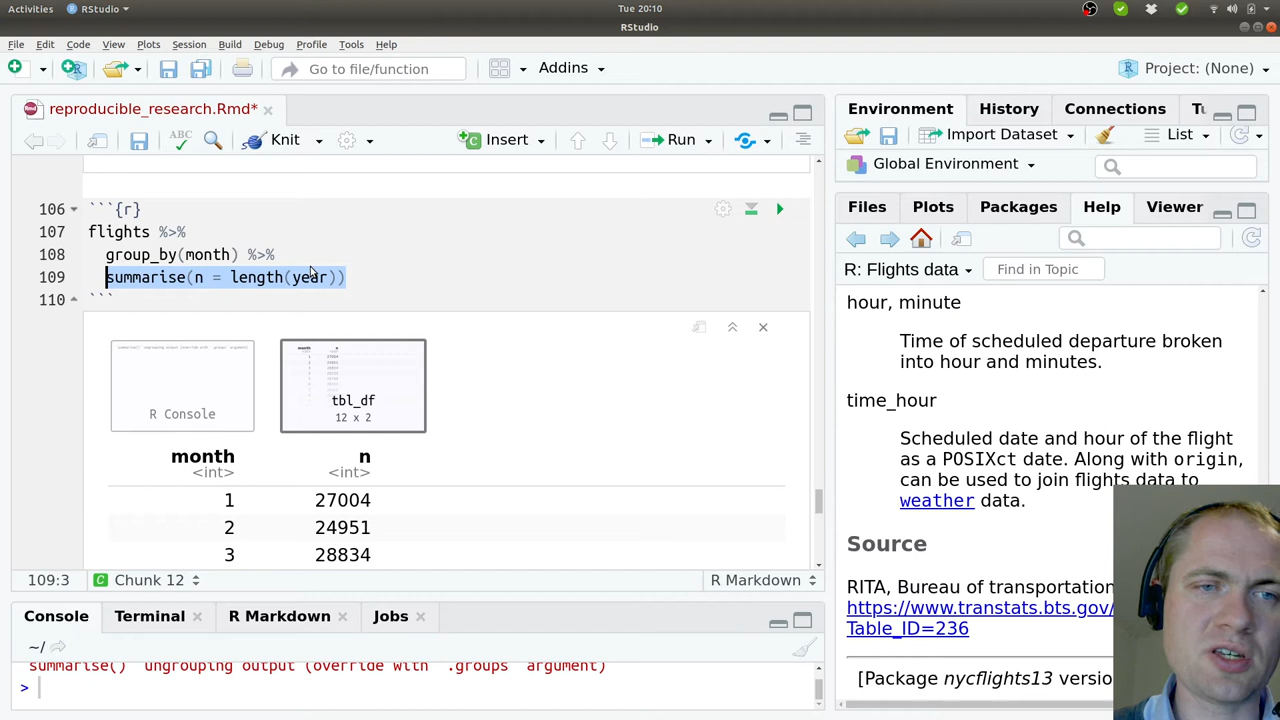 Activities RStudio Tue 20:10
RStudio
File Edit Code View Plots Session Build Debug Profile Tools Help
Go to file/function Addins Project: (None)
reproducible_research.Rmd*
ABC Knit Insert Run
106 ```{r}
107 flights %>%
108 group_by(month) %>%
109 summarise(n = length(year))
110 ```
R Console
month n
tbl_df
12 x 2
month n
<int> <int>
1 27004
2 24951
3 28834
109:3 Chunk 12 R Markdown
Console Terminal R Markdown Jobs
~/
summarise()` ungrouping output (override with `.groups` argument)
>
Environment History Connections Tu
Import Dataset List
Global Environment
Files Plots Packages Help Viewer
R: Flights data Find in Topic
hour, minute
Time of scheduled departure broken
into hour and minutes.
time_hour
Scheduled date and hour of the flight
as a POSIXct date. Along with origin,
can be used to join flights data to
weather data.
Source
RITA, Bureau of transportation
https://www.transtats.bts.gov/
Table_ID=236
[Package nycflights13 versio